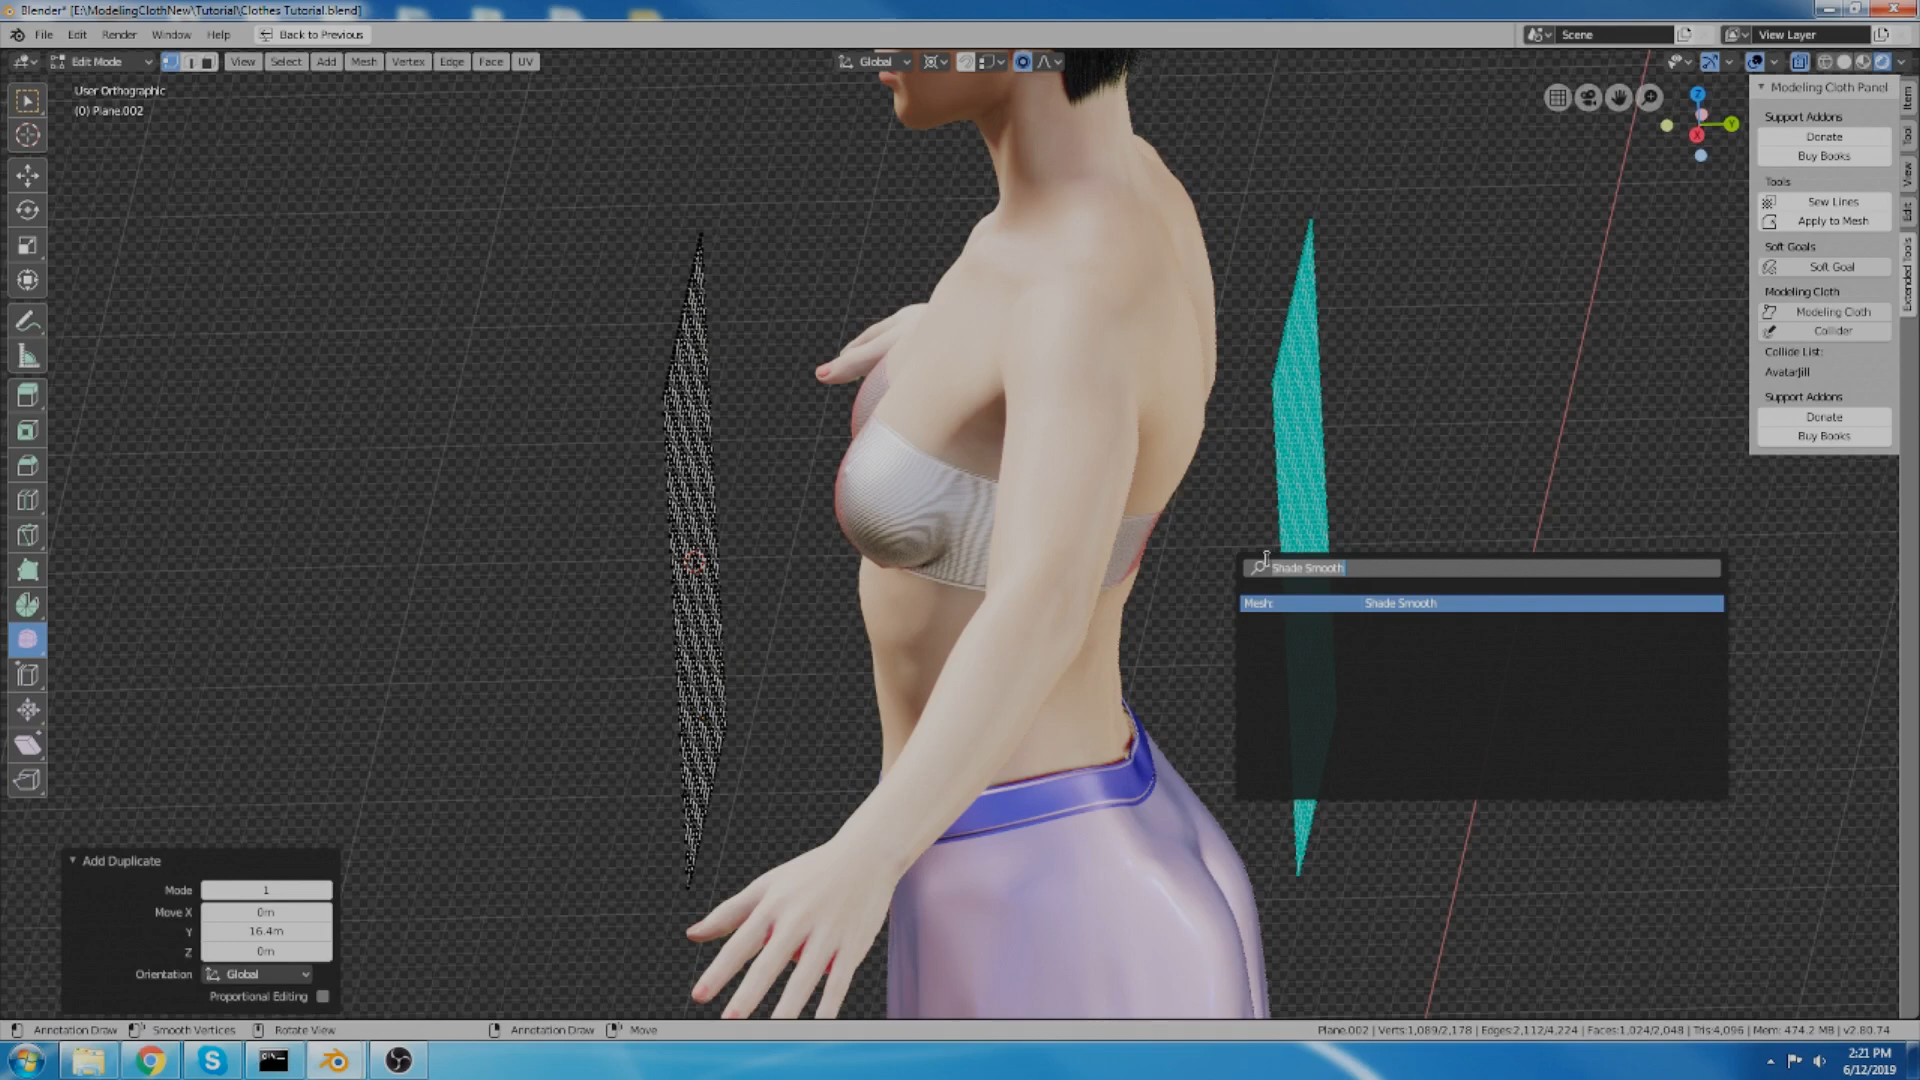 Blender* [E:\ModelingClothNew\Tutorial\Clothes Tutorial.blend]
File Edit Render Window Help Back to Previous Scene View Layer
Edit Mode View Select Add Mesh Vertex Edge Face UV Global
User Orthographic
(0) Plane.002
Z
Y
X
Modeling Cloth Panel
Support Addons
Donate
Buy Books
Tools
Sew Lines
Apply to Mesh
Soft Goals
Soft Goal
Modeling Cloth
Modeling Cloth
Collider
Collide List:
AvatarJill
Support Addons
Donate
Buy Books
Item
Tool
View
Edit
Extended Tools
Shade Smooth
Mesh: Shade Smooth
Add Duplicate
Mode 1
Move X 0m
Y 16.4m
Z 0m
Orientation Global
Proportional Editing
Annotation Draw Smooth Vertices Rotate View Annotation Draw Move
Plane.002 | Verts:1,089/2,178 | Edges:2,112/4,224 | Faces:1,024/2,048 | Tris:4,096 | Mem: 474.2 MB | v2.80.74
2:21 PM
6/12/2019